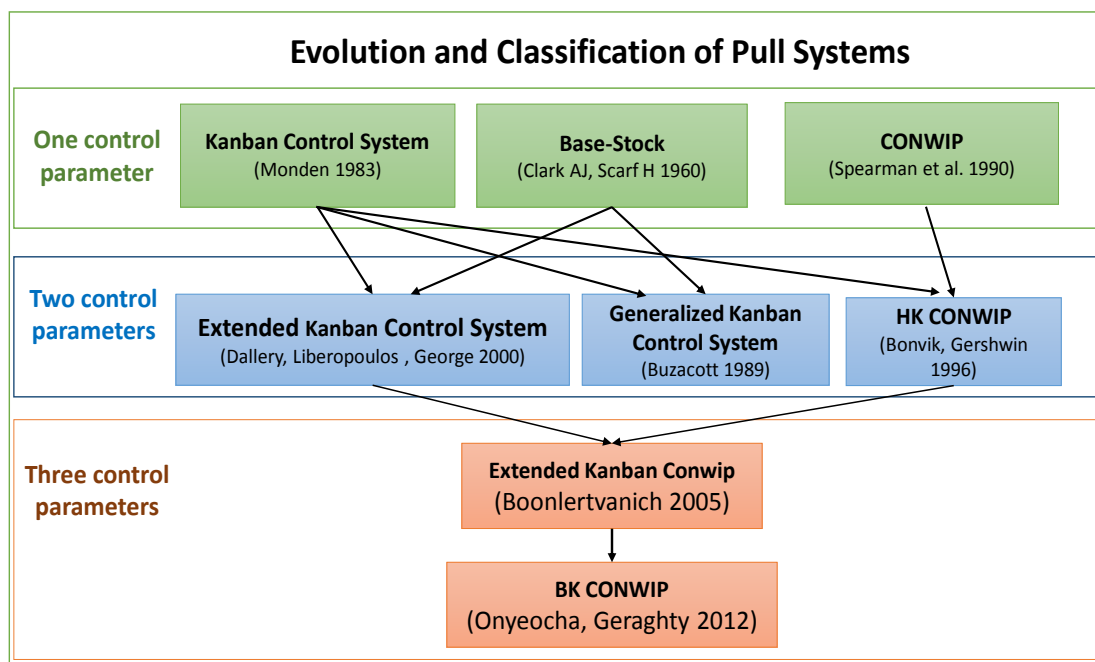 Evolution and Classification of Pull Systems
One control
parameter
Kanban Control System
(Monden 1983)
Base-Stock
(Clark AJ, Scarf H 1960)
CONWIP
(Spearman et al. 1990)
Two control
parameters
Extended Kanban Control System
(Dallery, Liberopoulos , George 2000)
Generalized Kanban
Control System
(Buzacott 1989)
HK CONWIP
(Bonvik, Gershwin
1996)
Three control
parameters
Extended Kanban Conwip
(Boonlertvanich 2005)
BK CONWIP
(Onyeocha, Geraghty 2012)